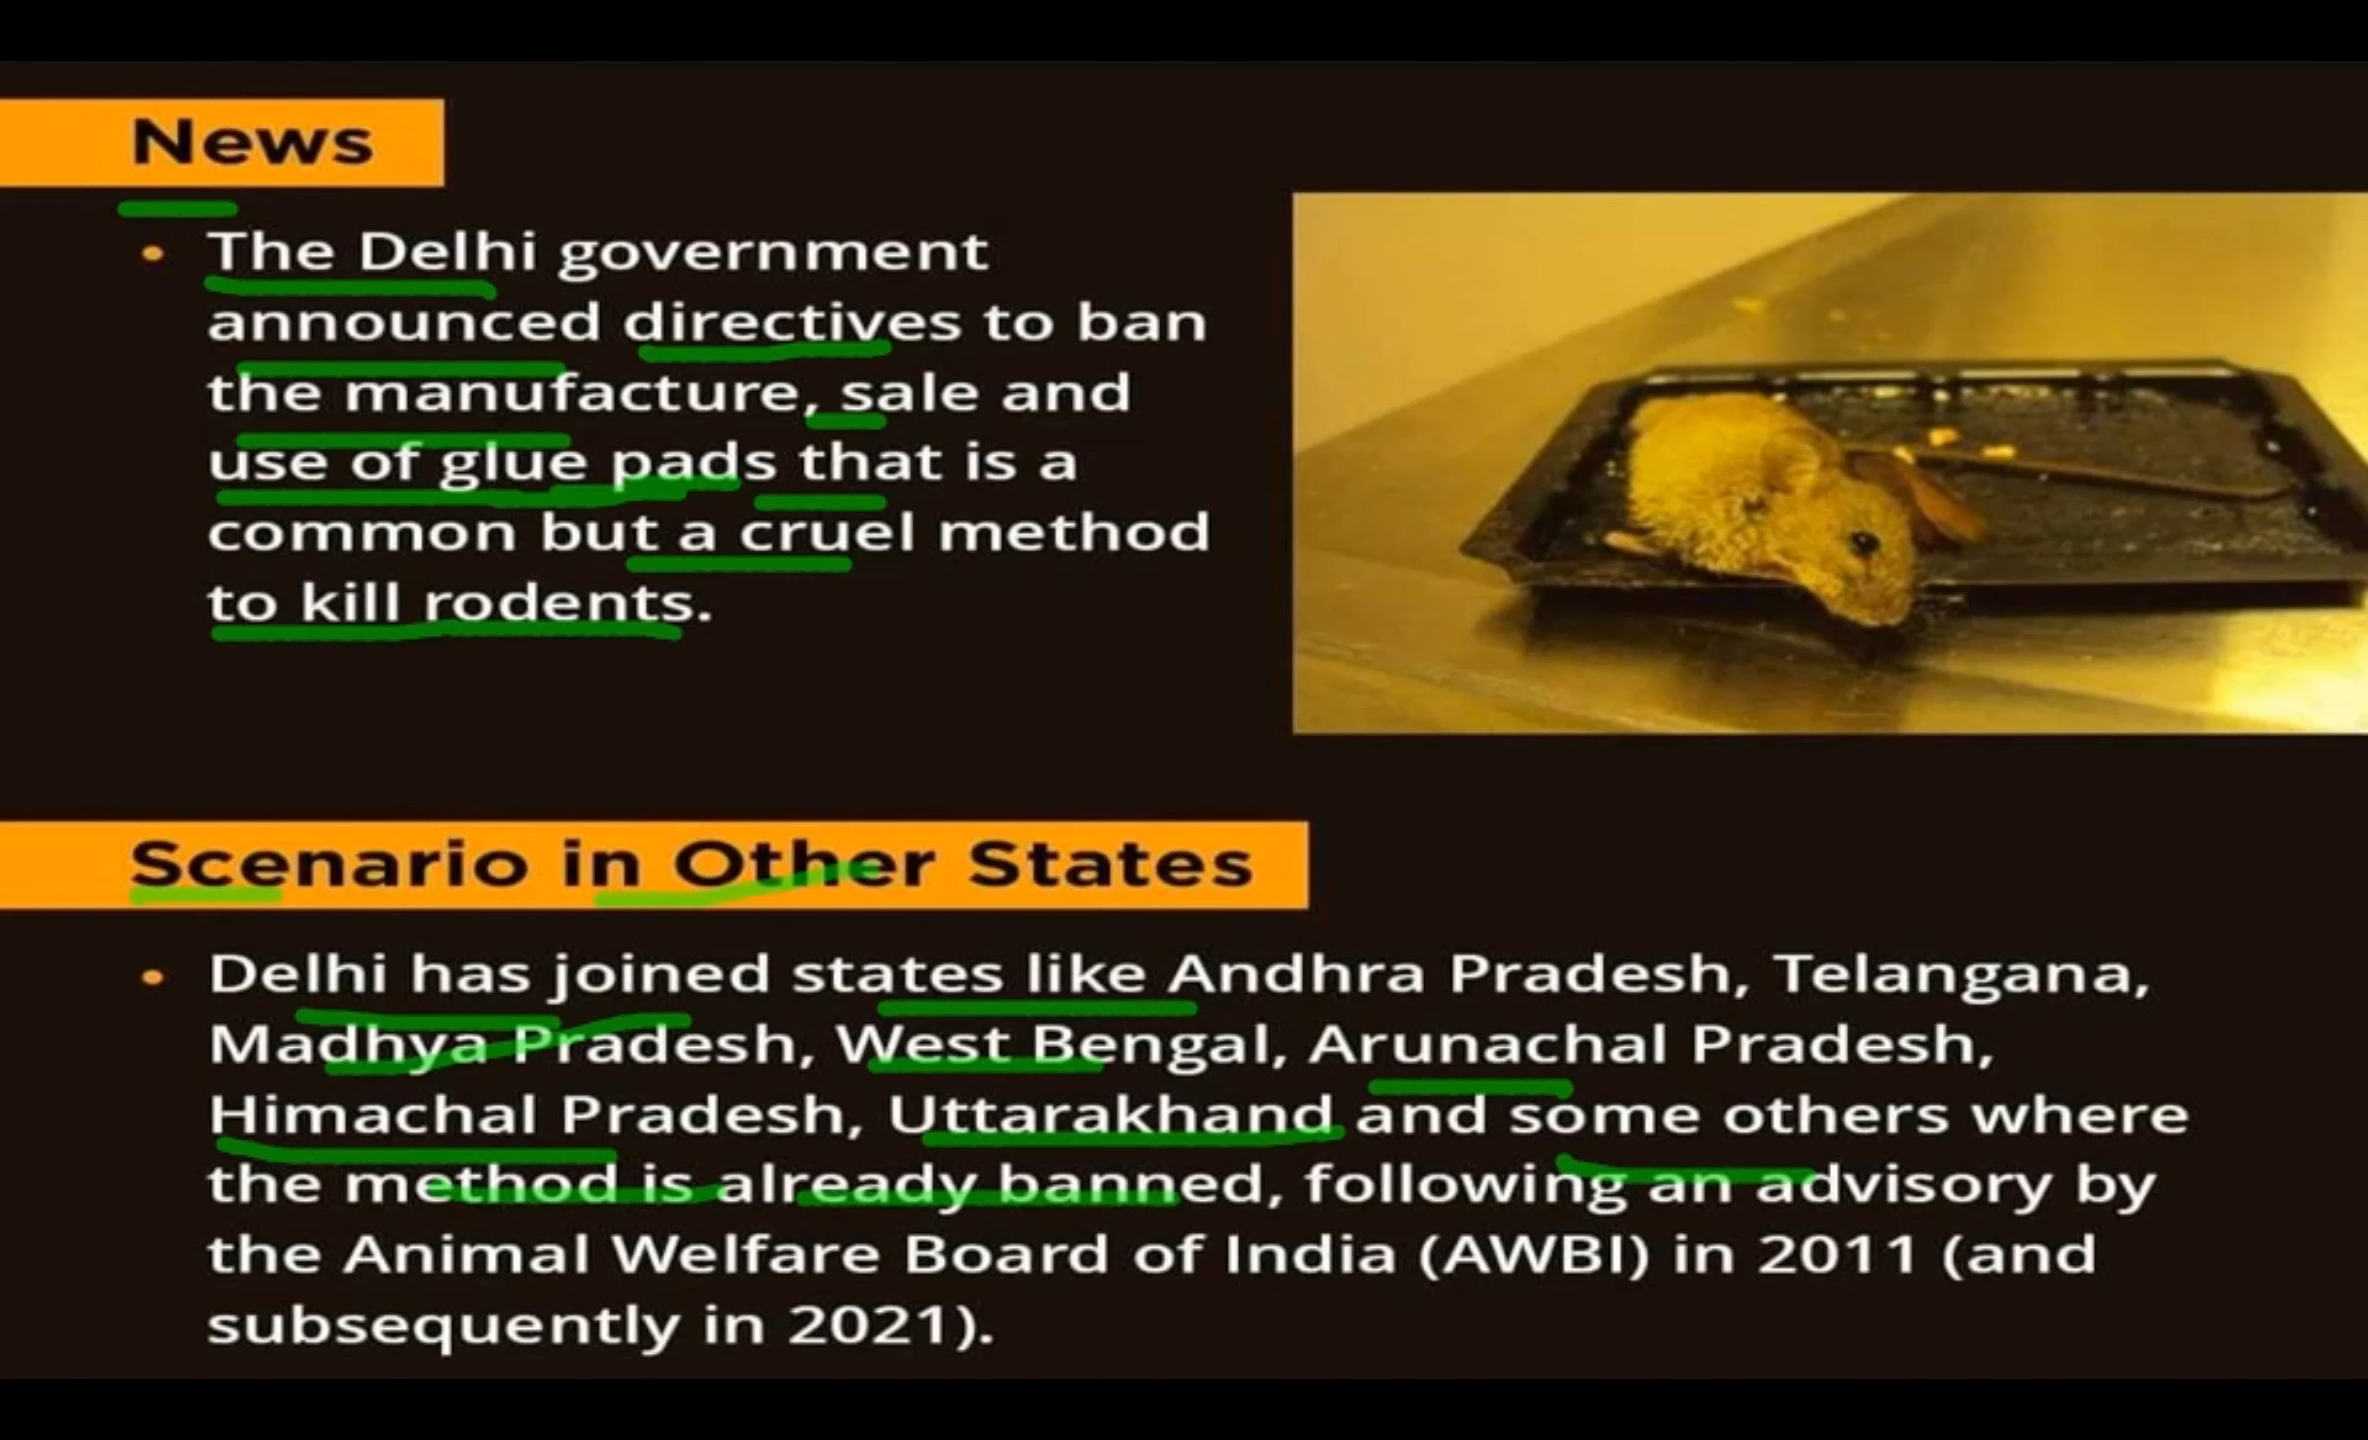 News
• The Delhi government
announced directives to ban
the manufacture, sale and
use of glue pads that is a
common but a cruel method
to kill rodents.
Scenario in Other States
• Delhi has joined states like Andhra Pradesh, Telangana,
Madhya Pradesh, West Bengal, Arunachal Pradesh,
Himachal Pradesh, Uttarakhand and some others where
the method is already banned, following an advisory by
the Animal Welfare Board of India (AWBI) in 2011 (and
subsequently in 2021).